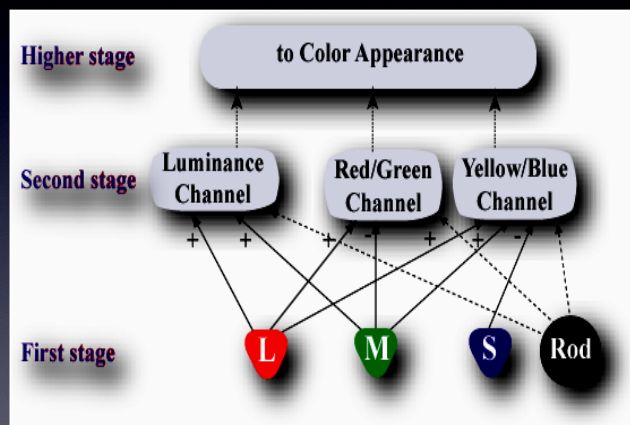 Higher stage
to Color Appearance
Second stage
Luminance
Channel
Red/Green
Channel
Yellow/Blue
Channel
+ + + - + + -
First stage
L M S Rod